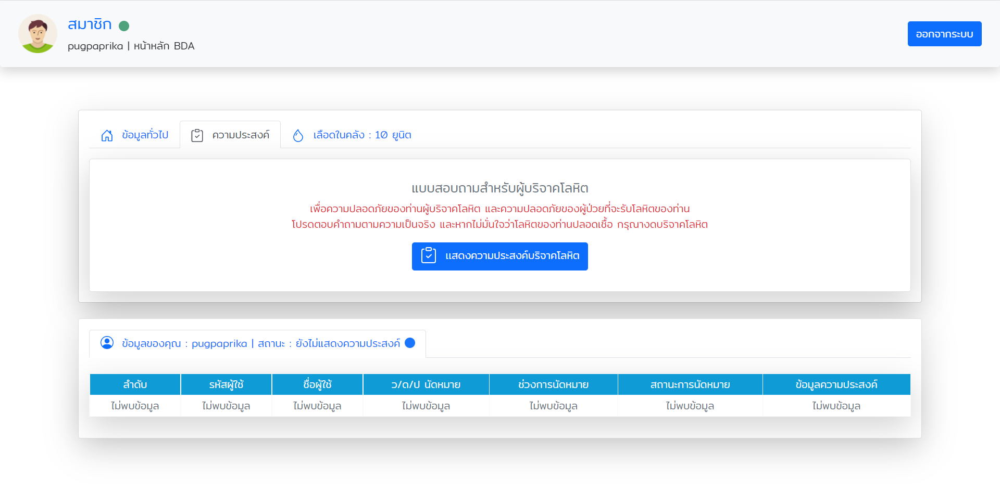 สมาชิก
pugpaprika | หน้าหลัก BDA
ออกจากระบบ
ข้อมูลทั่วไป
ความประสงค์
เลือดในคลัง : 10 ยูนิต
แบบสอบถามสำหรับผู้บริจาคโลหิต
เพื่อความปลอดภัยของท่านผู้บริจาคโลหิต และความปลอดภัยของผู้ป่วยที่จะรับโลหิตของท่าน
โปรดตอบคำถามตามความเป็นจริง และหากไม่มั่นใจว่าโลหิตของท่านปลอดเชื้อ กรุณางดบริจาคโลหิต
แสดงความประสงค์บริจาคโลหิต
ข้อมูลของคุณ : pugpaprika | สถานะ : ยังไม่แสดงความประสงค์
ลำดับ รหัสผู้ใช้ ชื่อผู้ใช้ ว/ด/ป นัดหมาย ช่วงการนัดหมาย สถานะการนัดหมาย ข้อมูลความประสงค์
ไม่พบข้อมูล ไม่พบข้อมูล ไม่พบข้อมูล ไม่พบข้อมูล ไม่พบข้อมูล ไม่พบข้อมูล ไม่พบข้อมูล